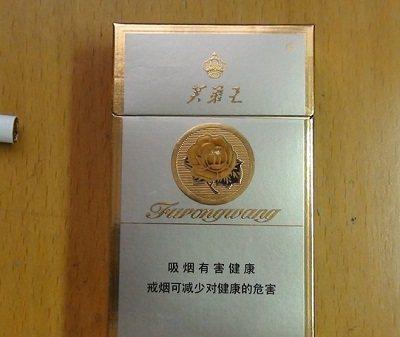 芙蓉王
Furongwang
吸烟有害健康
戒烟可减少对健康的危害